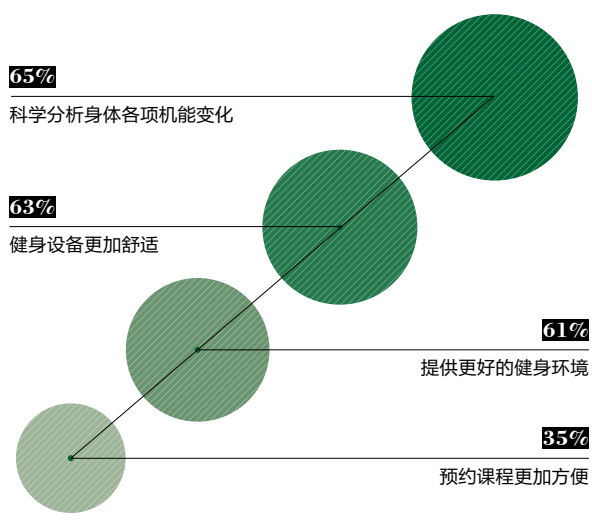 65%
科学分析身体各项机能变化
63%
健身设备更加舒适
61%
提供更好的健身环境
35%
预约课程更加方便